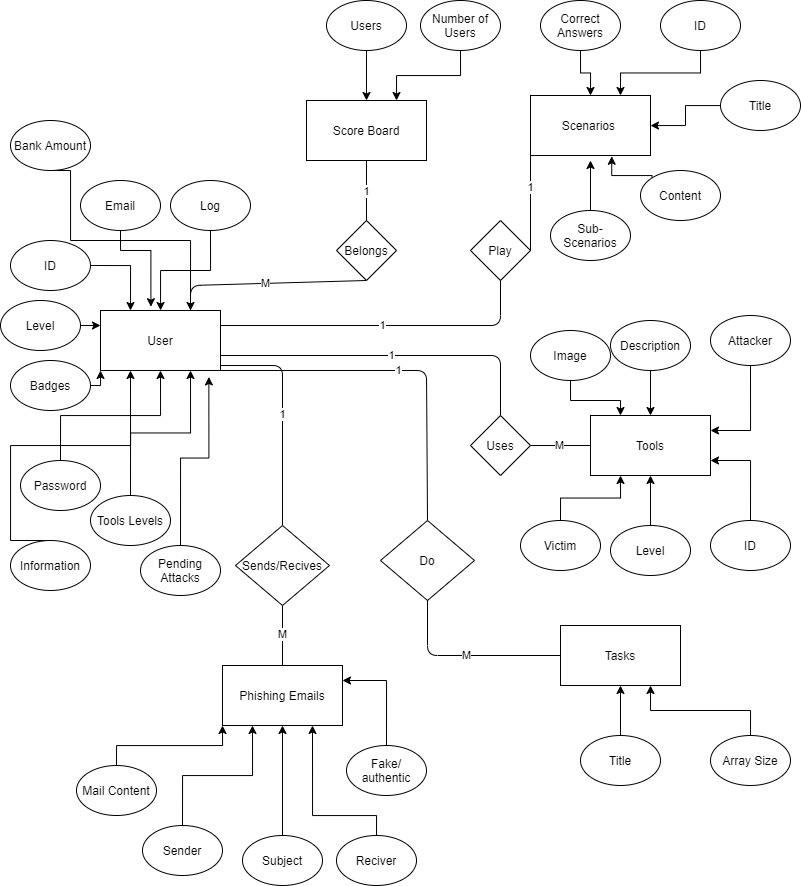 Users
Number of
Users
Correct
Answers
ID
Title
Score Board
Scenarios
Bank Amount
Email
Log
1
1
Content
Sub-
Scenarios
Belongs
Play
ID
M
Level
User
1
Image
Description
Attacker
1
1
Badges
1
Uses
M
Tools
Password
Tools Levels
Victim
Level
ID
Information
Pending
Attacks
Sends/Recives
Do
M
M
Tasks
Phishing Emails
Title
Array Size
Fake/
authentic
Mail Content
Sender
Subject
Reciver